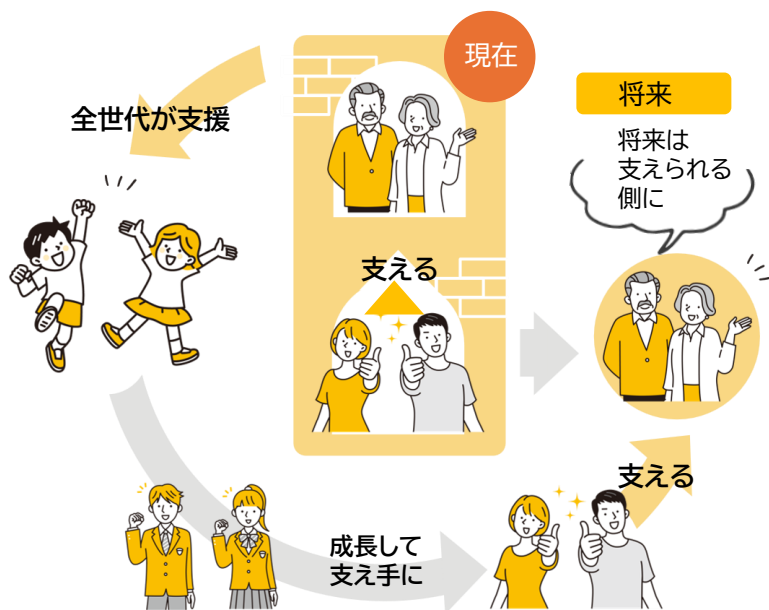 現在
全世代が支援
支える
将来
将来は
支えられる
側に
支える
成長して
支え手に